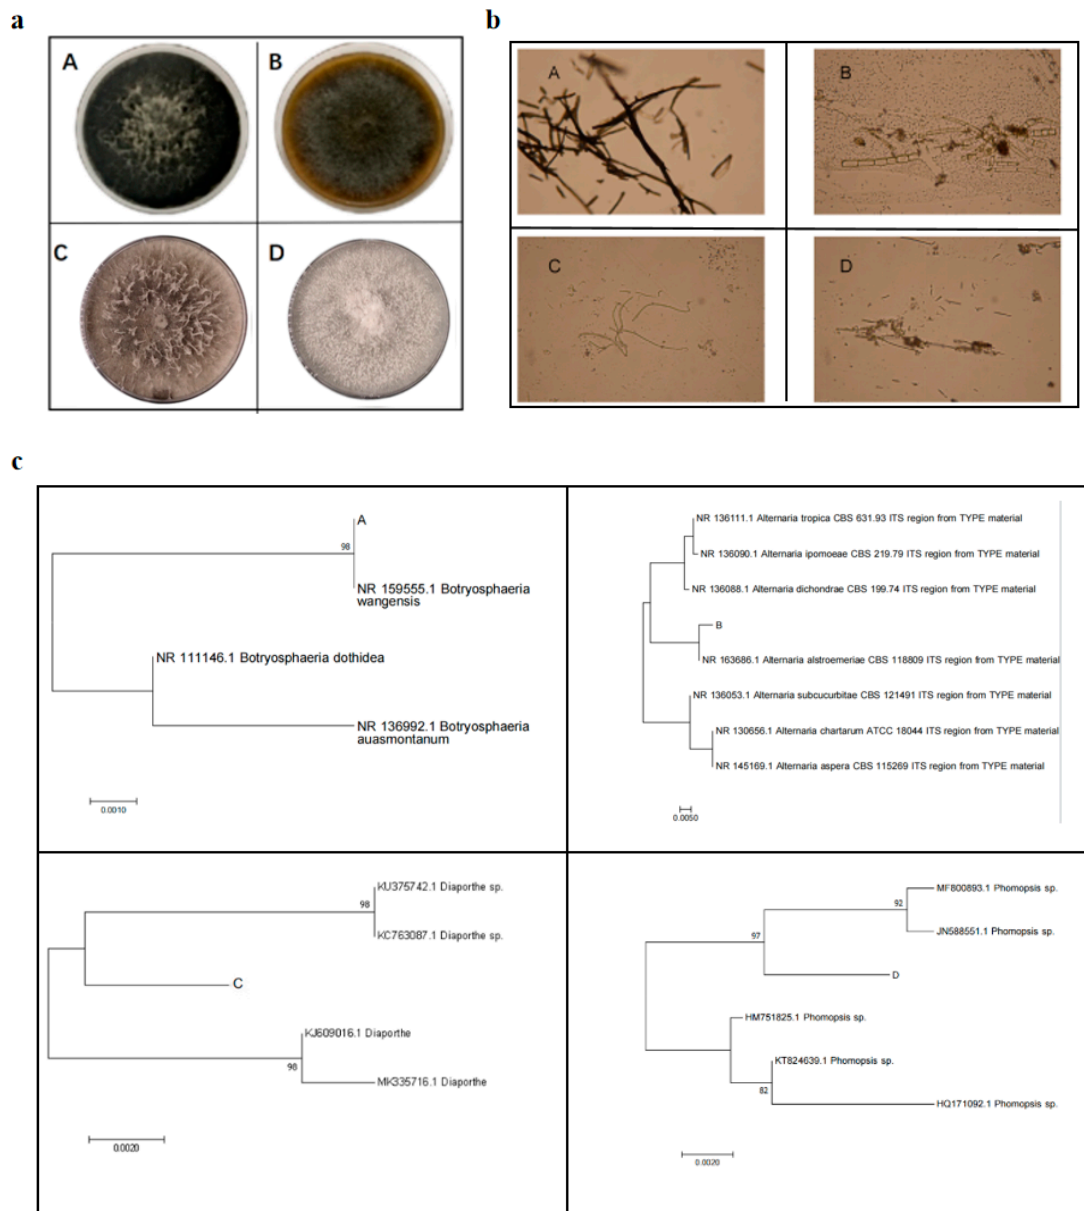 a
b
A
B
C
D
A
B
C
D
c
A
98
NR 159555.1 Botryosphaeria
wangensis
NR 111146.1 Botryosphaeria dothidea
NR 136992.1 Botryosphaeria
auasmontanum
0.0010
NR 136111.1 Alternaria tropica CBS 631.93 ITS region from TYPE material
NR 136090.1 Alternaria ipomoeae CBS 219.79 ITS region from TYPE material
NR 136088.1 Alternaria dichondrae CBS 199.74 ITS region from TYPE material
B
NR 163686.1 Alternaria alstroemeriae CBS 118809 ITS region from TYPE material
NR 136053.1 Alternaria subcucurbitae CBS 121491 ITS region from TYPE material
NR 130656.1 Alternaria chartarum ATCC 18044 ITS region from TYPE material
NR 145169.1 Alternaria aspera CBS 115269 ITS region from TYPE material
0.0050
KU375742.1 Diaporthe sp.
98
KC763087.1 Diaporthe sp.
C
KJ609016.1 Diaporthe
98
MK335716.1 Diaporthe
0.0020
MF800893.1 Phomopsis sp.
92
JN588551.1 Phomopsis sp.
97
D
HM751825.1 Phomopsis sp.
KT824639.1 Phomopsis sp.
82
HQ171092.1 Phomopsis sp.
0.0020